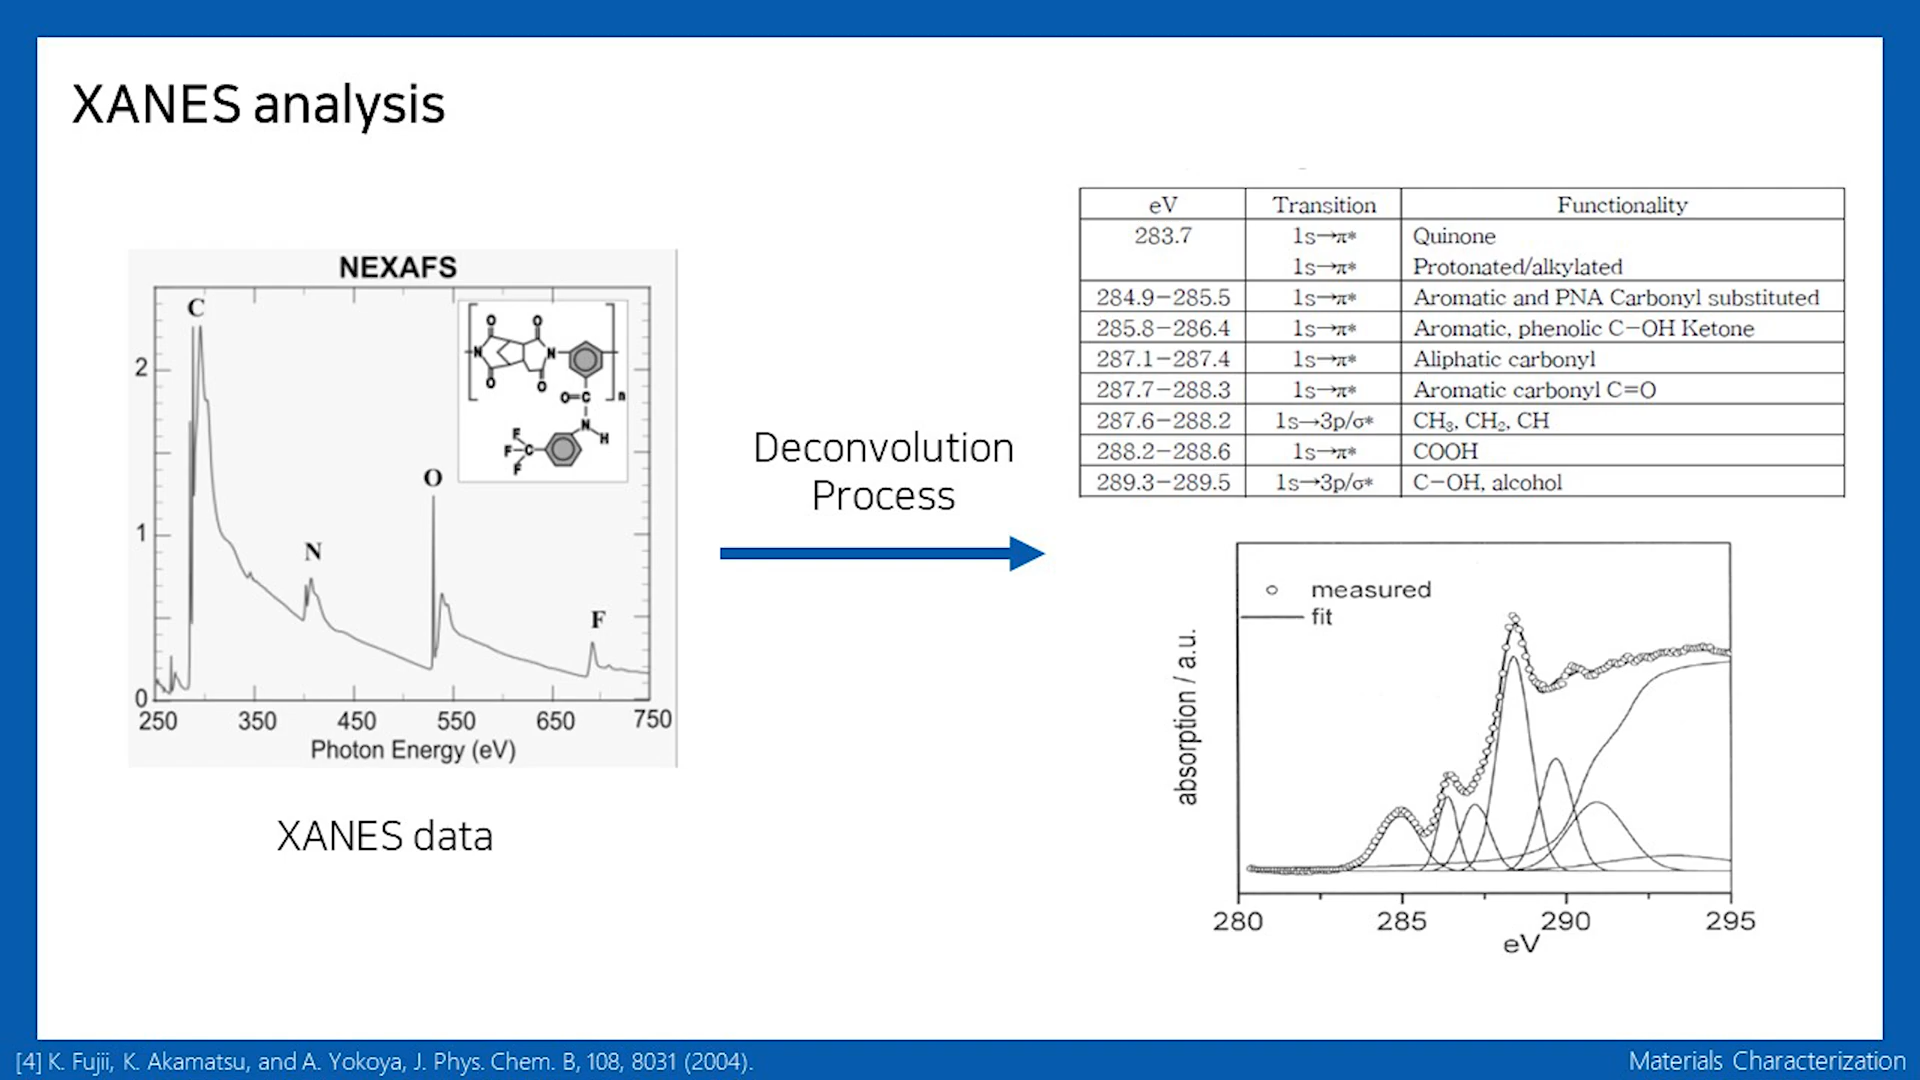 XANES analysis
NEXAFS
C
N
O
F
2
1
0
250 350 450 550 650 750
Photon Energy (eV)
O O
N N
O O
O=C
n
N
H
F
F-C
F
XANES data
Deconvolution
Process
eV Transition Functionality
283.7 1s→π* Quinone
1s→π* Protonated/alkylated
284.9-285.5 1s→π* Aromatic and PNA Carbonyl substituted
285.8-286.4 1s→π* Aromatic, phenolic C-OH Ketone
287.1-287.4 1s→π* Aliphatic carbonyl
287.7-288.3 1s→π* Aromatic carbonyl C=O
287.6-288.2 1s→3p/σ* CH₃, CH₂, CH
288.2-288.6 1s→π* COOH
289.3-289.5 1s→3p/σ* C-OH, alcohol
measured
fit
absorption / a.u.
280 285 290 295
eV
[4] K. Fujii, K. Akamatsu, and A. Yokoya, J. Phys. Chem. B, 108, 8031 (2004).
Materials Characterization